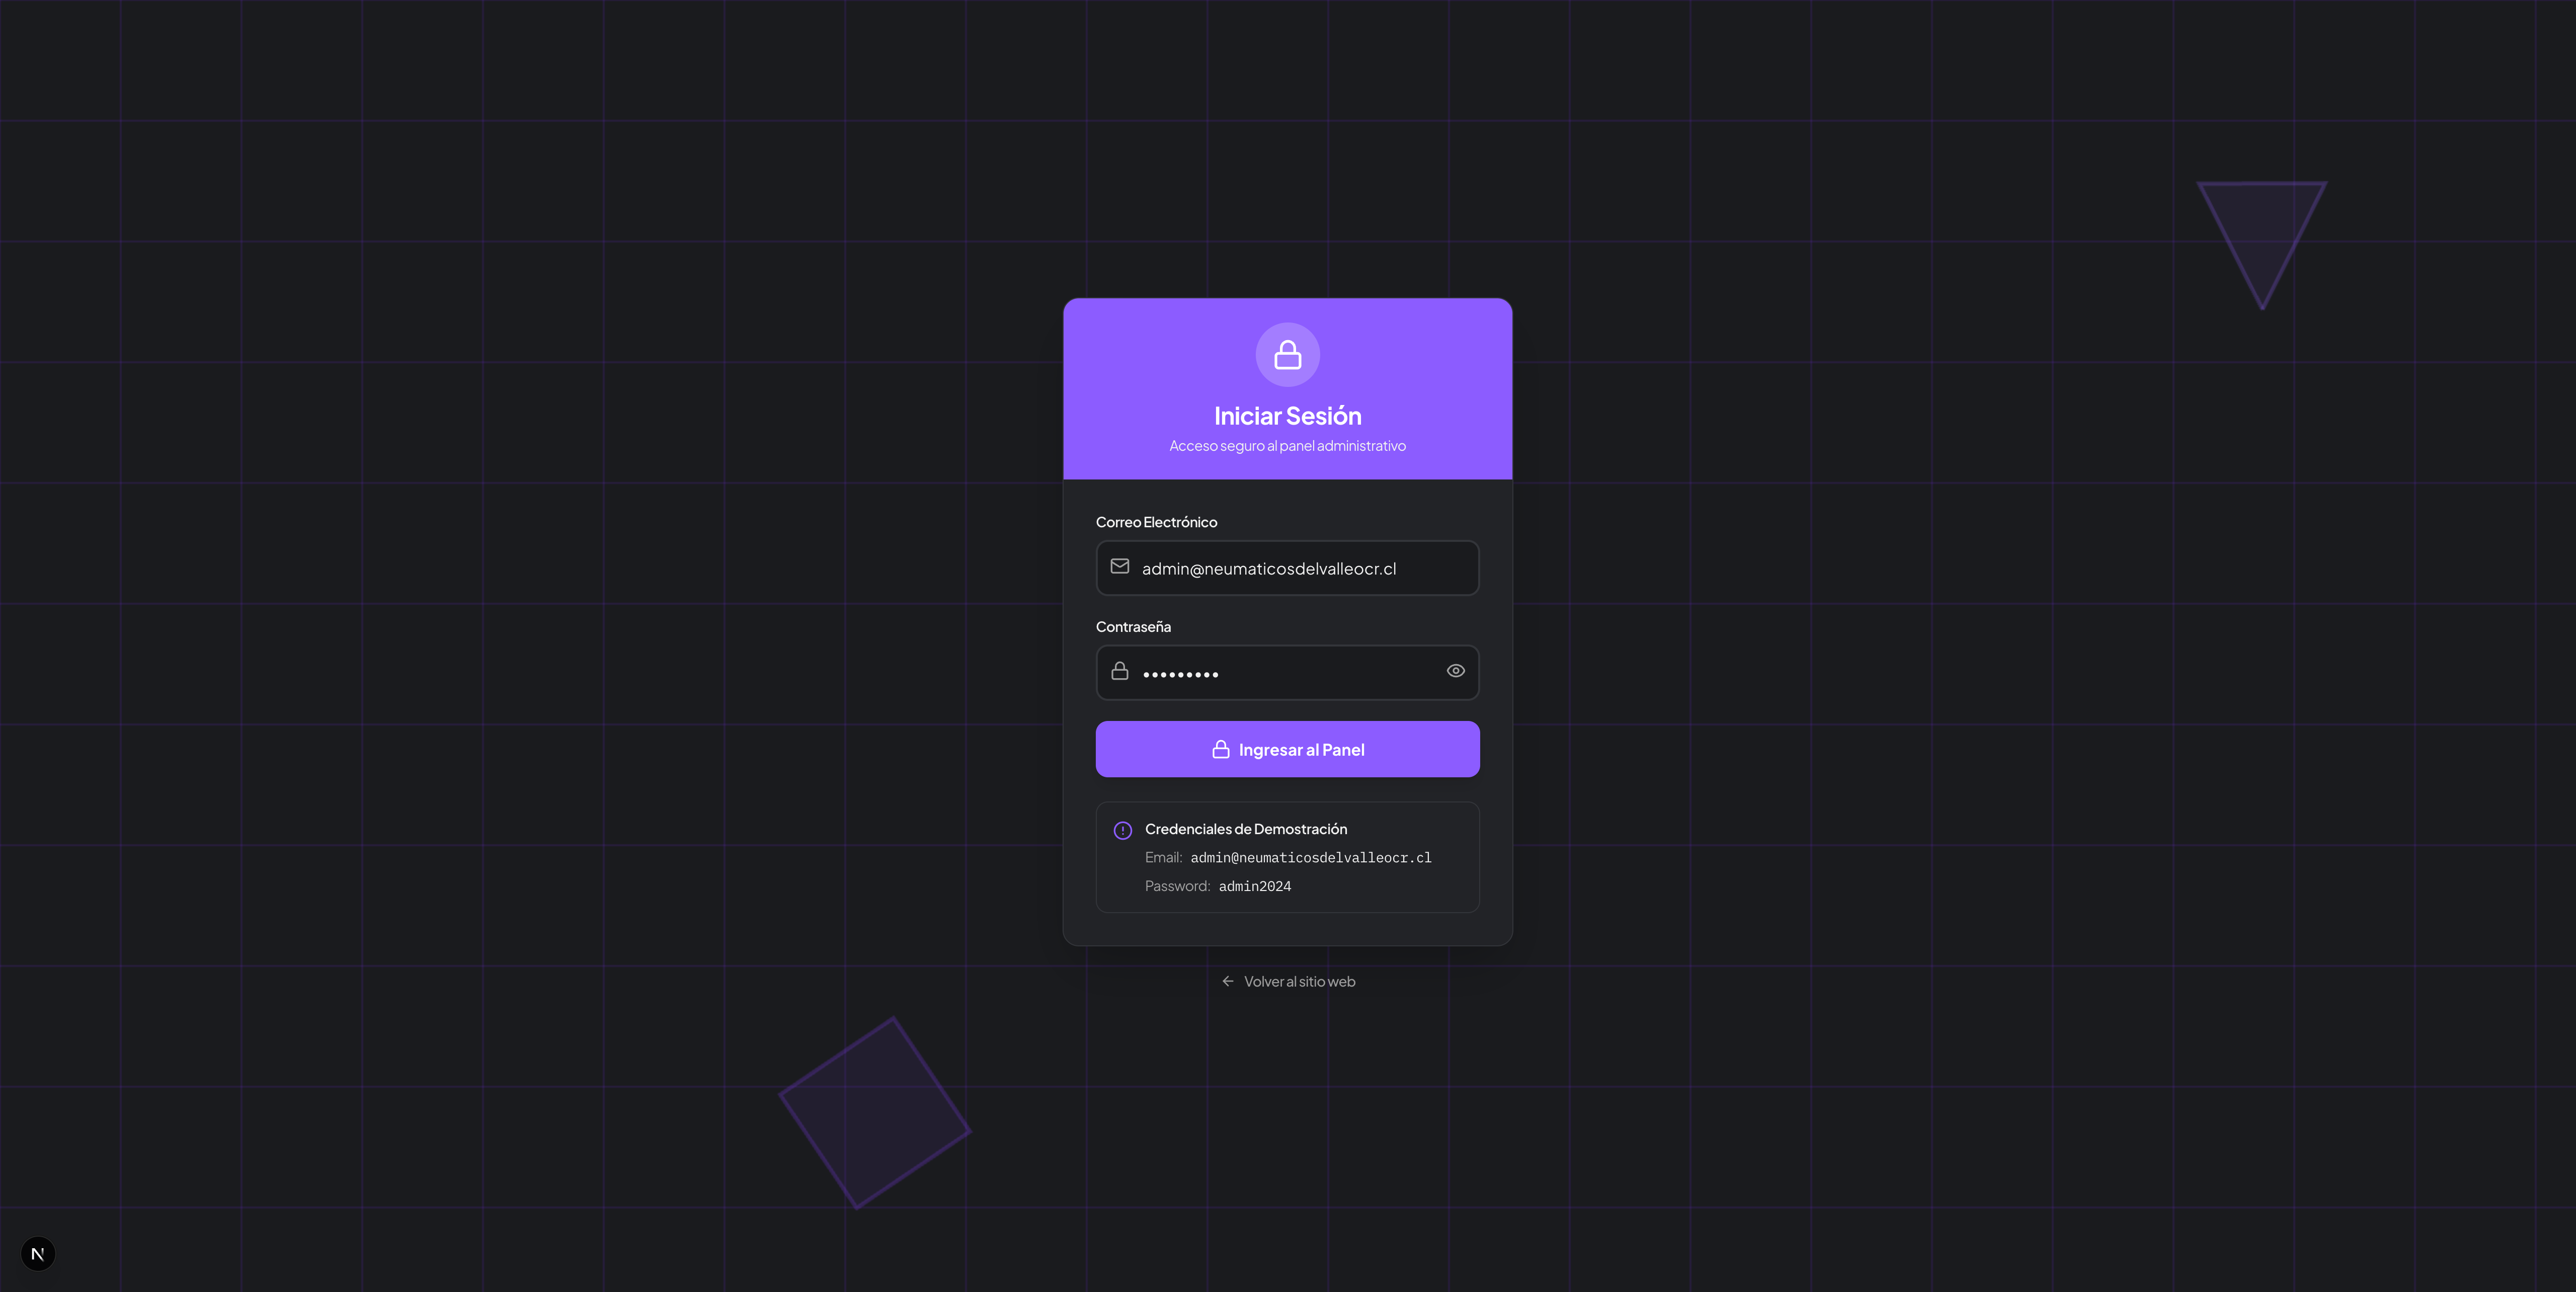 Iniciar Sesión
Acceso seguro al panel administrativo
Correo Electrónico
admin@neumaticosdelvalleocr.cl
Contraseña
•••••••••
Ingresar al Panel
Credenciales de Demostración
Email: admin@neumaticosdelvalleocr.cl
Password: admin2024
← Volver al sitio web
N